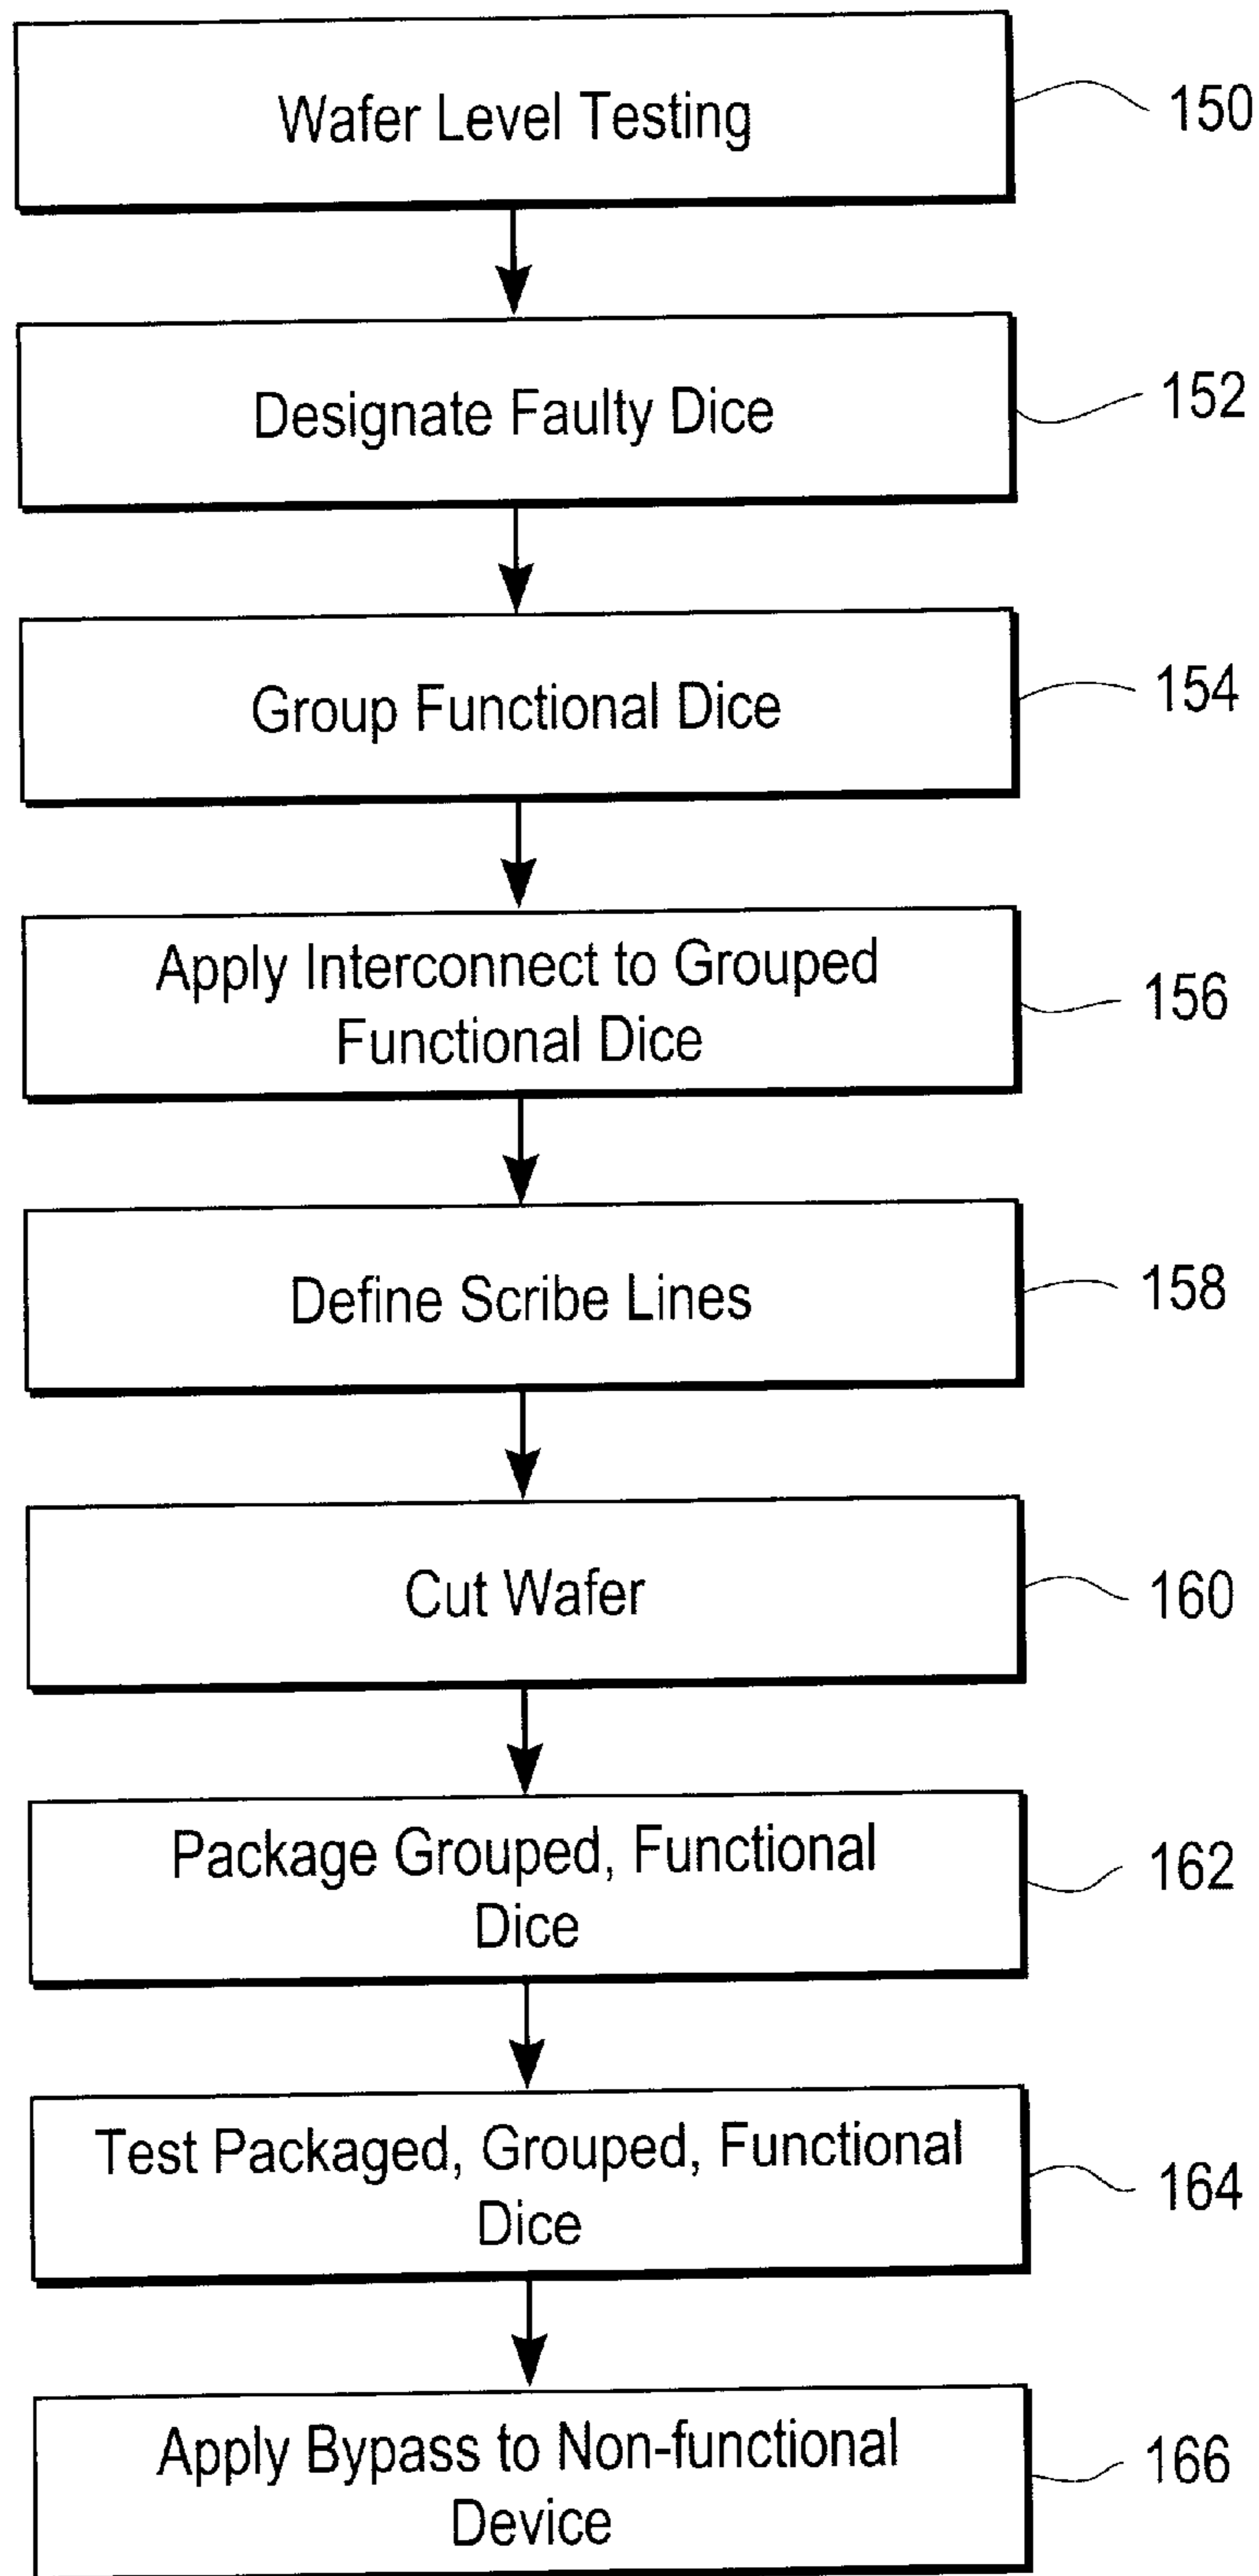 Wafer Level Testing
150
Designate Faulty Dice
152
Group Functional Dice
154
Apply Interconnect to Grouped
Functional Dice
156
Define Scribe Lines
158
Cut Wafer
160
Package Grouped, Functional
Dice
162
Test Packaged, Grouped, Functional
Dice
164
Apply Bypass to Non-functional
Device
166